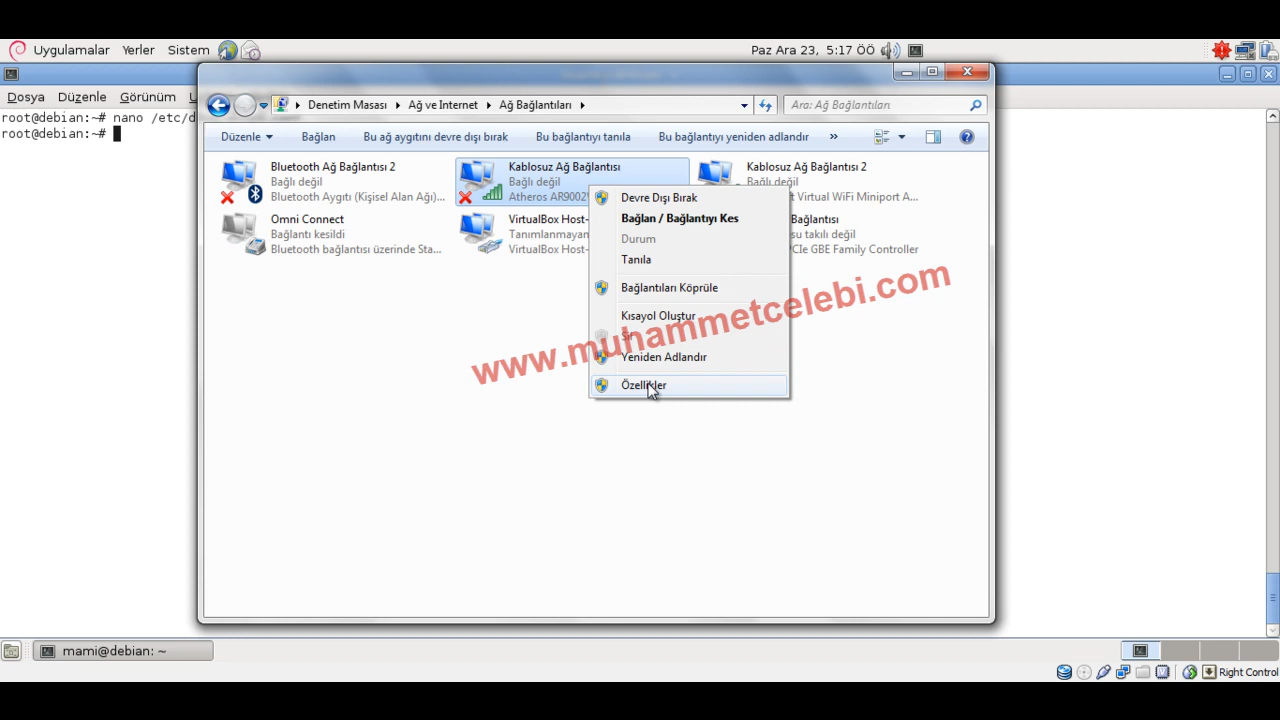 Uygulamalar Yerler Sistem Paz Ara 23, 5:17 ÖÖ
Dosya Düzenle Görünüm
root@debian:~# nano /etc/d
root@debian:~#
Denetim Masası Ağ ve Internet Ağ Bağlantıları Ara: Ağ Bağlantıları
Düzenle Bağlan Bu ağ aygıtını devre dışı bırak Bu bağlantıyı tanıla Bu bağlantıyı yeniden adlandır »
Bluetooth Ağ Bağlantısı 2
Bağlı değil
Bluetooth Aygıtı (Kişisel Alan Ağı)...
Kablosuz Ağ Bağlantısı
Bağlı değil
Atheros AR9002
Kablosuz Ağ Bağlantısı 2
Bağlı değil
t Virtual WiFi Miniport A...
Omni Connect
Bağlantı kesildi
Bluetooth bağlantısı üzerinde Sta...
VirtualBox Host-
Tanımlanmayan
VirtualBox Host-
Bağlantısı
su takılı değil
PCIe GBE Family Controller
Devre Dışı Bırak
Bağlan / Bağlantıyı Kes
Durum
Tanıla
Bağlantıları Köprüle
Kısayol Oluştur
Sil
Yeniden Adlandır
Özellikler
www.muhammetcelebi.com
mami@debian: ~
Right Control